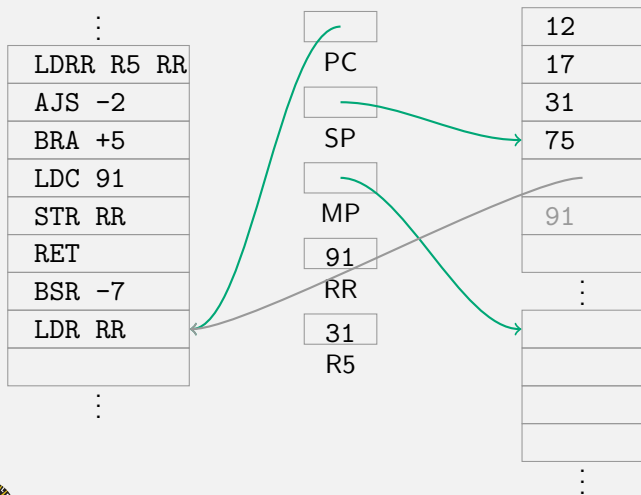 LDRR R5 RR
AJS -2
BRA +5
LDC 91
STR RR
RET
BSR -7
LDR RR
PC
SP
MP
91
RR
31
R5
12
17
31
75
91